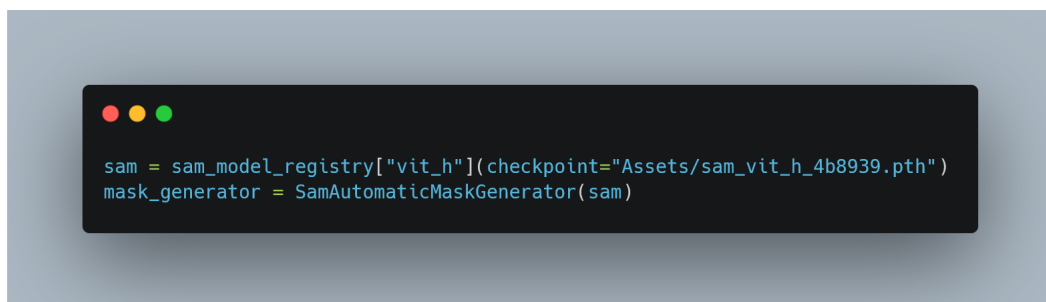 sam = sam_model_registry["vit_h"](checkpoint="Assets/sam_vit_h_4b8939.pth")
mask_generator = SamAutomaticMaskGenerator(sam)